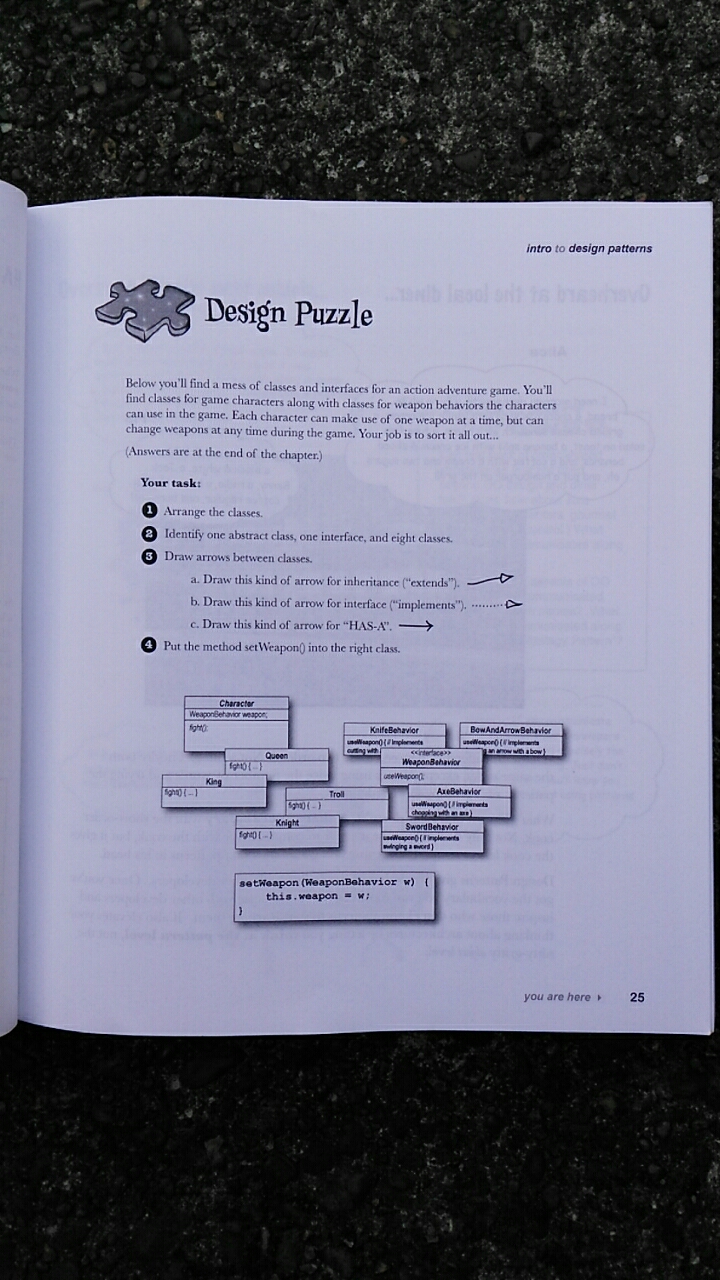 intro to design patterns
Design Puzzle
Below you'll find a mess of classes and interfaces for an action adventure game. You'll
find classes for game characters along with classes for weapon behaviors the characters
can use in the game. Each character can make use of one weapon at a time, but can
change weapons at any time during the game. Your job is to sort it all out...
(Answers are at the end of the chapter.)
Your task:
1 Arrange the classes.
2 Identify one abstract class, one interface, and eight classes.
3 Draw arrows between classes.
a. Draw this kind of arrow for inheritance (“extends”).
b. Draw this kind of arrow for interface (“implements”).
c. Draw this kind of arrow for “HAS-A”.
4 Put the method setWeapon() into the right class.
Character
WeaponBehavior weapon;
fight();
Queen
fight() { ... }
King
fight() { ... }
Troll
fight() { ... }
Knight
fight() { ... }
KnifeBehavior
useWeapon() { // implements
cutting with
BowAndArrowBehavior
useWeapon() { // implements
an arrow with a bow }
<<interface>>
WeaponBehavior
useWeapon();
AxeBehavior
useWeapon() { // implements
chopping with an axe }
SwordBehavior
useWeapon() { // implements
swinging a sword }
setWeapon(WeaponBehavior w) {
this.weapon = w;
}
you are here 25